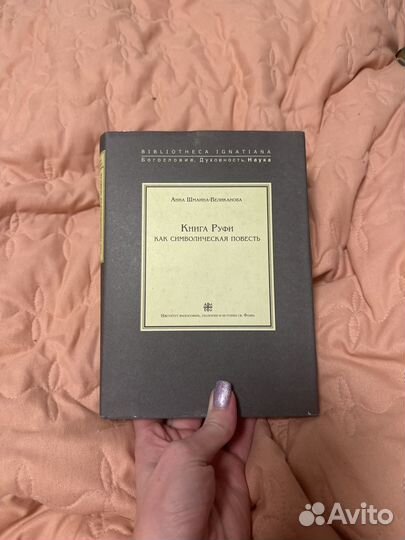 BIBLIOTHECA IGNATIANA
Богословие, Духовность, Наука
Анна Шмаина-Великанова
Книга Руфи
как символическая повесть
Институт философии, теологии и истории св. Фомы
Avito